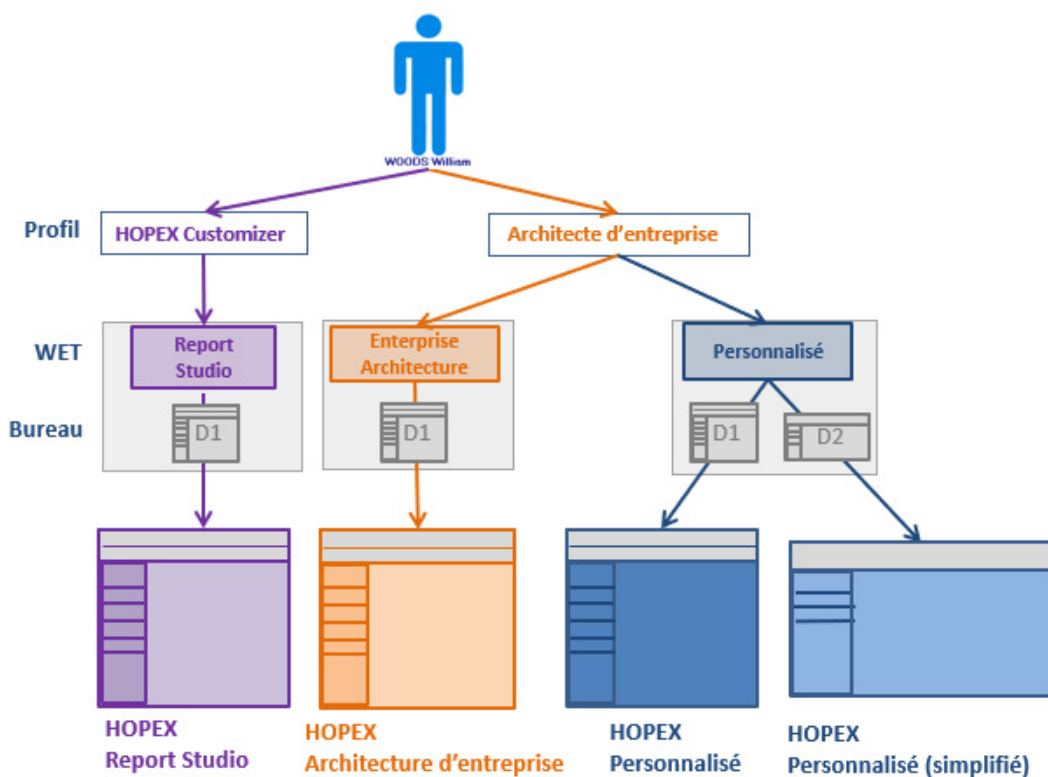 WOODS William
Profil
HOPEX Customizer
Architecte d'entreprise
WET
Report
Studio
Enterprise
Architecture
Personnalisé
Bureau
D1
D1
D1
D2
HOPEX
Report Studio
HOPEX
Architecture d'entreprise
HOPEX
Personnalisé
HOPEX
Personnalisé (simplifié)